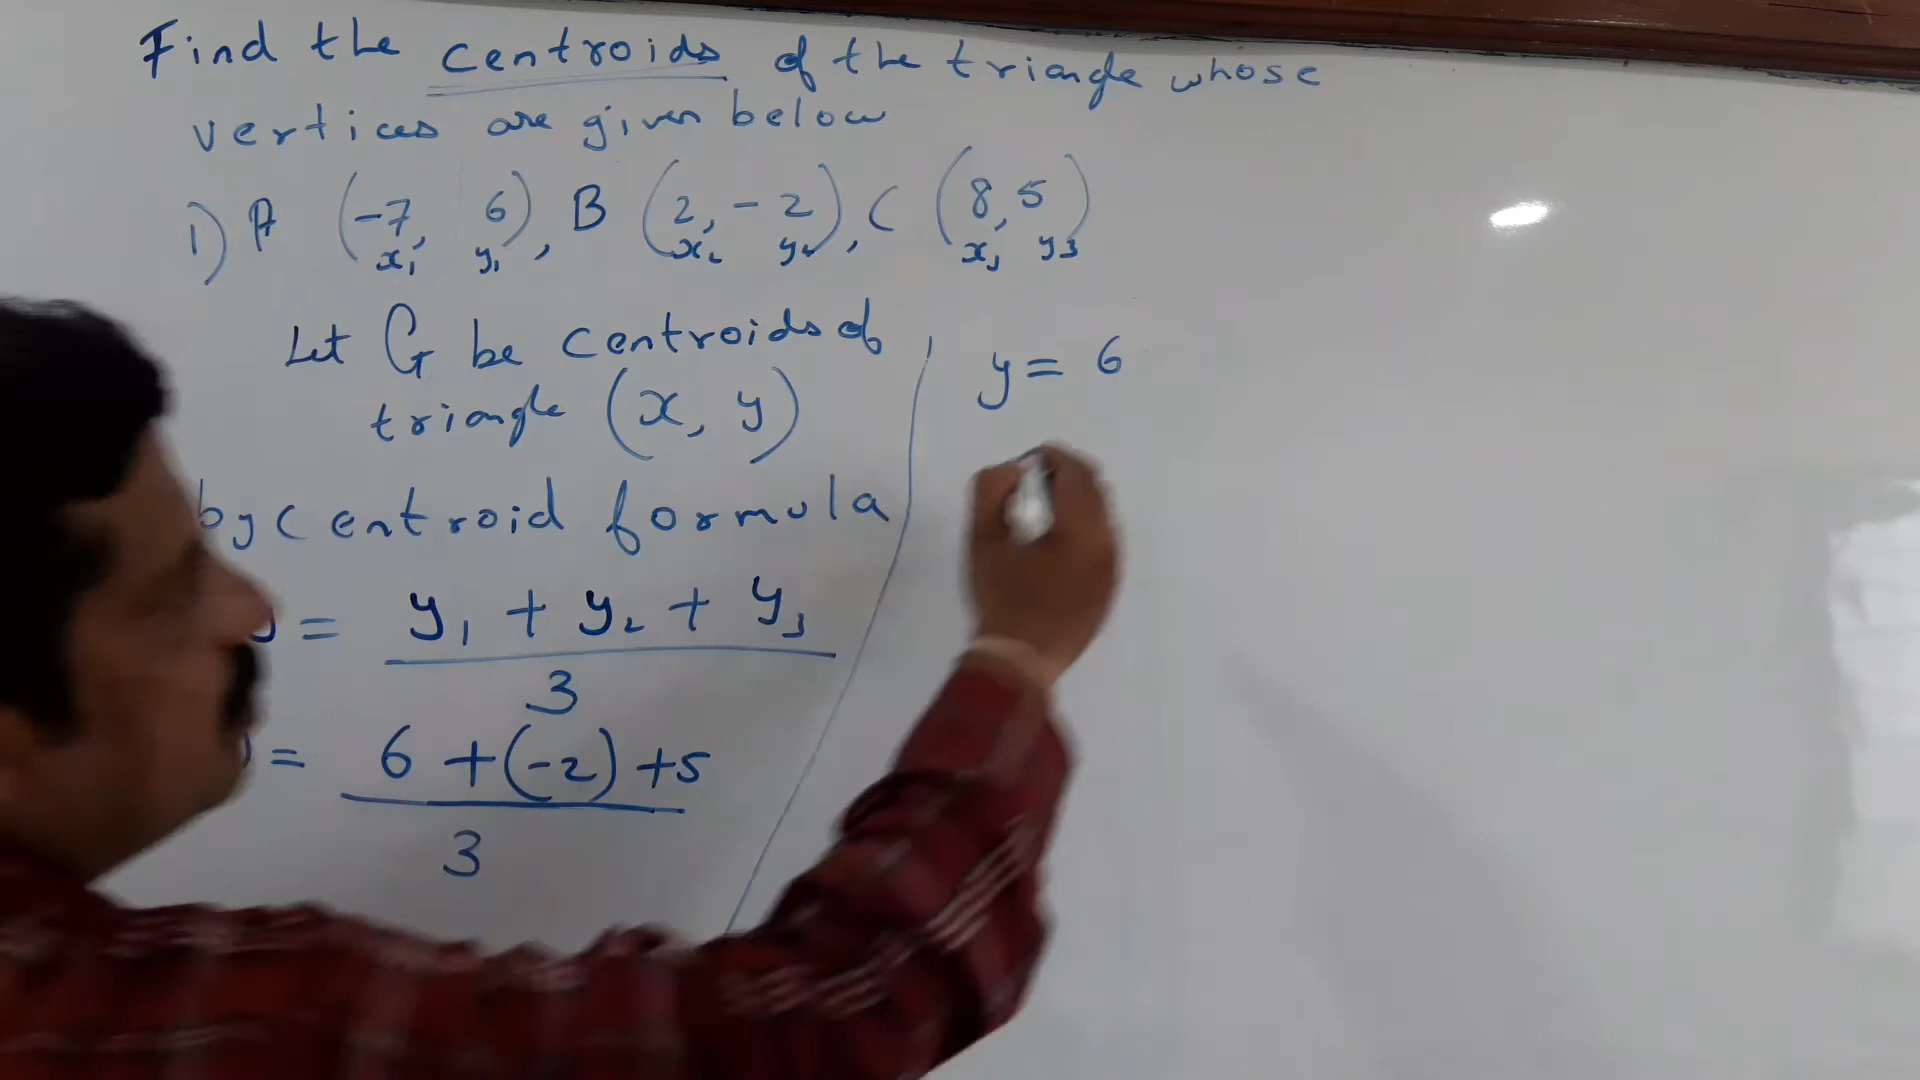 Find the centroids of the triangle whose
vertices are given below
1) A (-7, 6), B (2, -2), C (8, 5)
x₁ y₁ x₂ y₂ x₃ y₃
Let G be centroids of
triangle (x, y)
by centroid formula
y = y₁ + y₂ + y₃
3
= 6 + (-2) + 5
3
y = 6